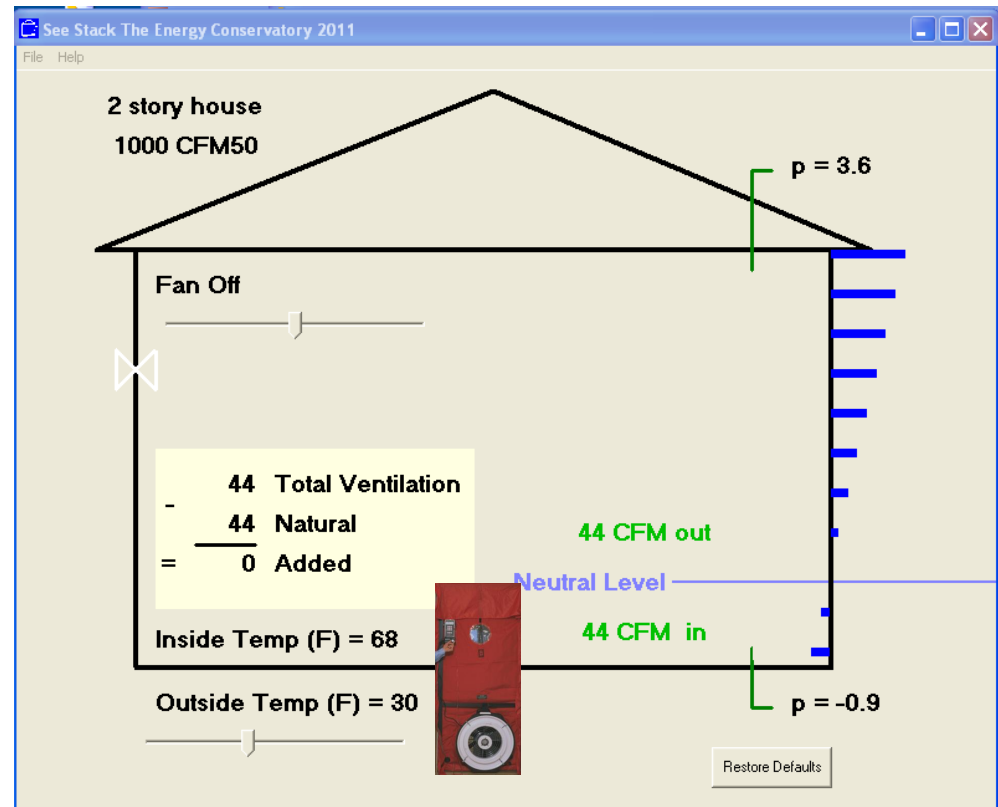 See Stack The Energy Conservatory 2011
File Help
2 story house
1000 CFM50
p = 3.6
Fan Off
44 Total Ventilation
- 44 Natural
= 0 Added
44 CFM out
Neutral Level
44 CFM in
Inside Temp (F) = 68
Outside Temp (F) = 30
p = -0.9
Restore Defaults